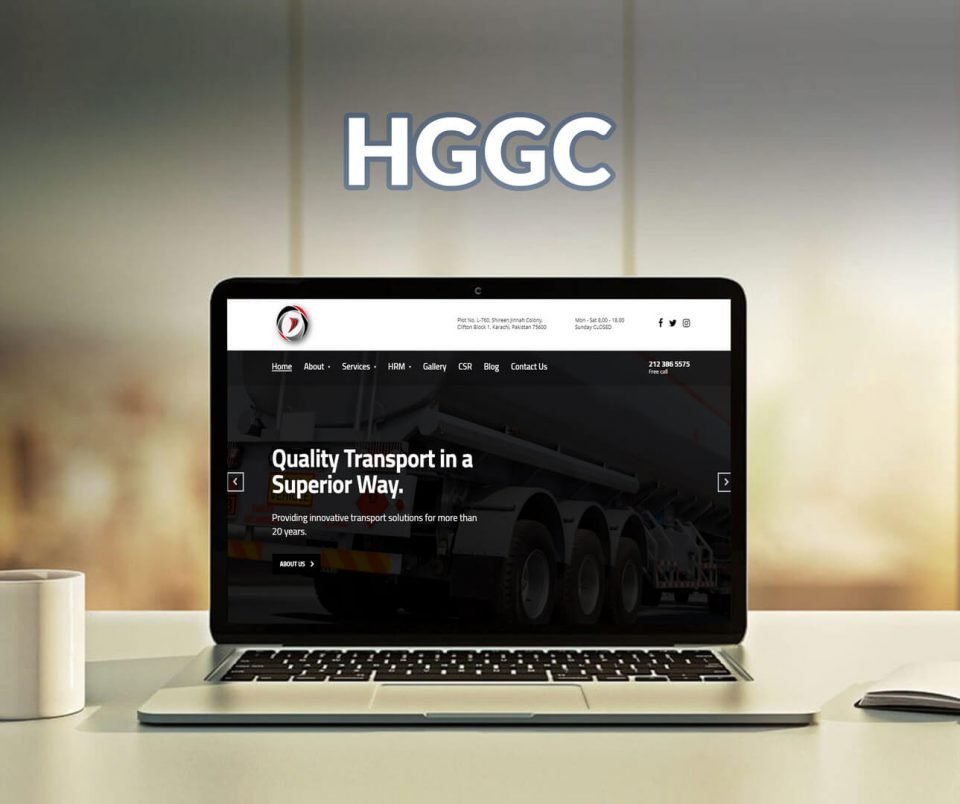 HGGC
Plot No. L-760, Shireen Jinnah Colony,
Clifton Block 1, Karachi, Pakistan 75600
Mon - Sat 8.00 - 18.00
Sunday CLOSED
Home About Services HRM Gallery CSR Blog Contact Us
212 386 5575
Free call
Quality Transport in a
Superior Way.
Providing innovative transport solutions for more than
20 years.
ABOUT US